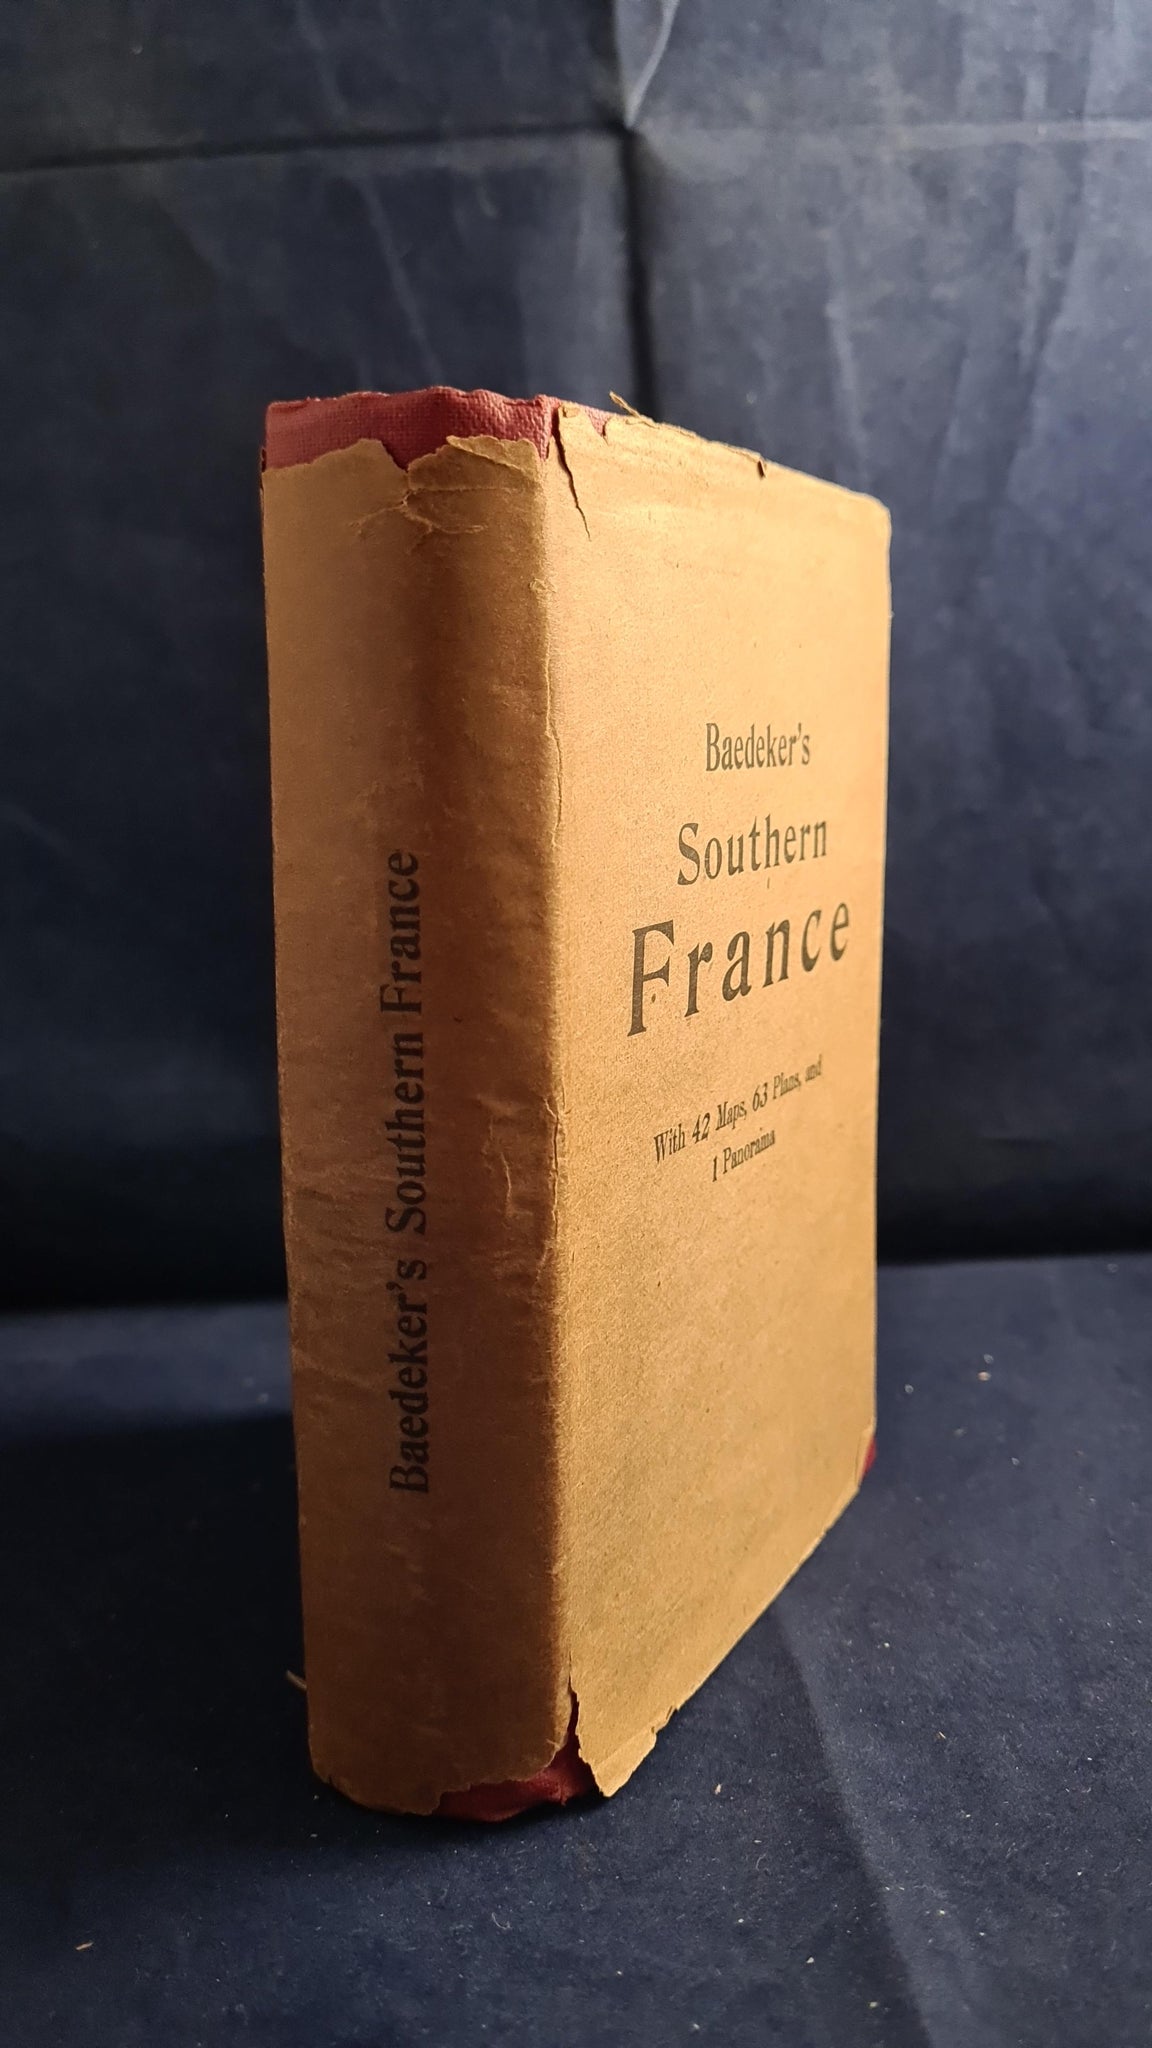 Baedeker's Southern France
Baedeker's
Southern
France
With 42 Maps, 63 Plans, and
1 Panorama